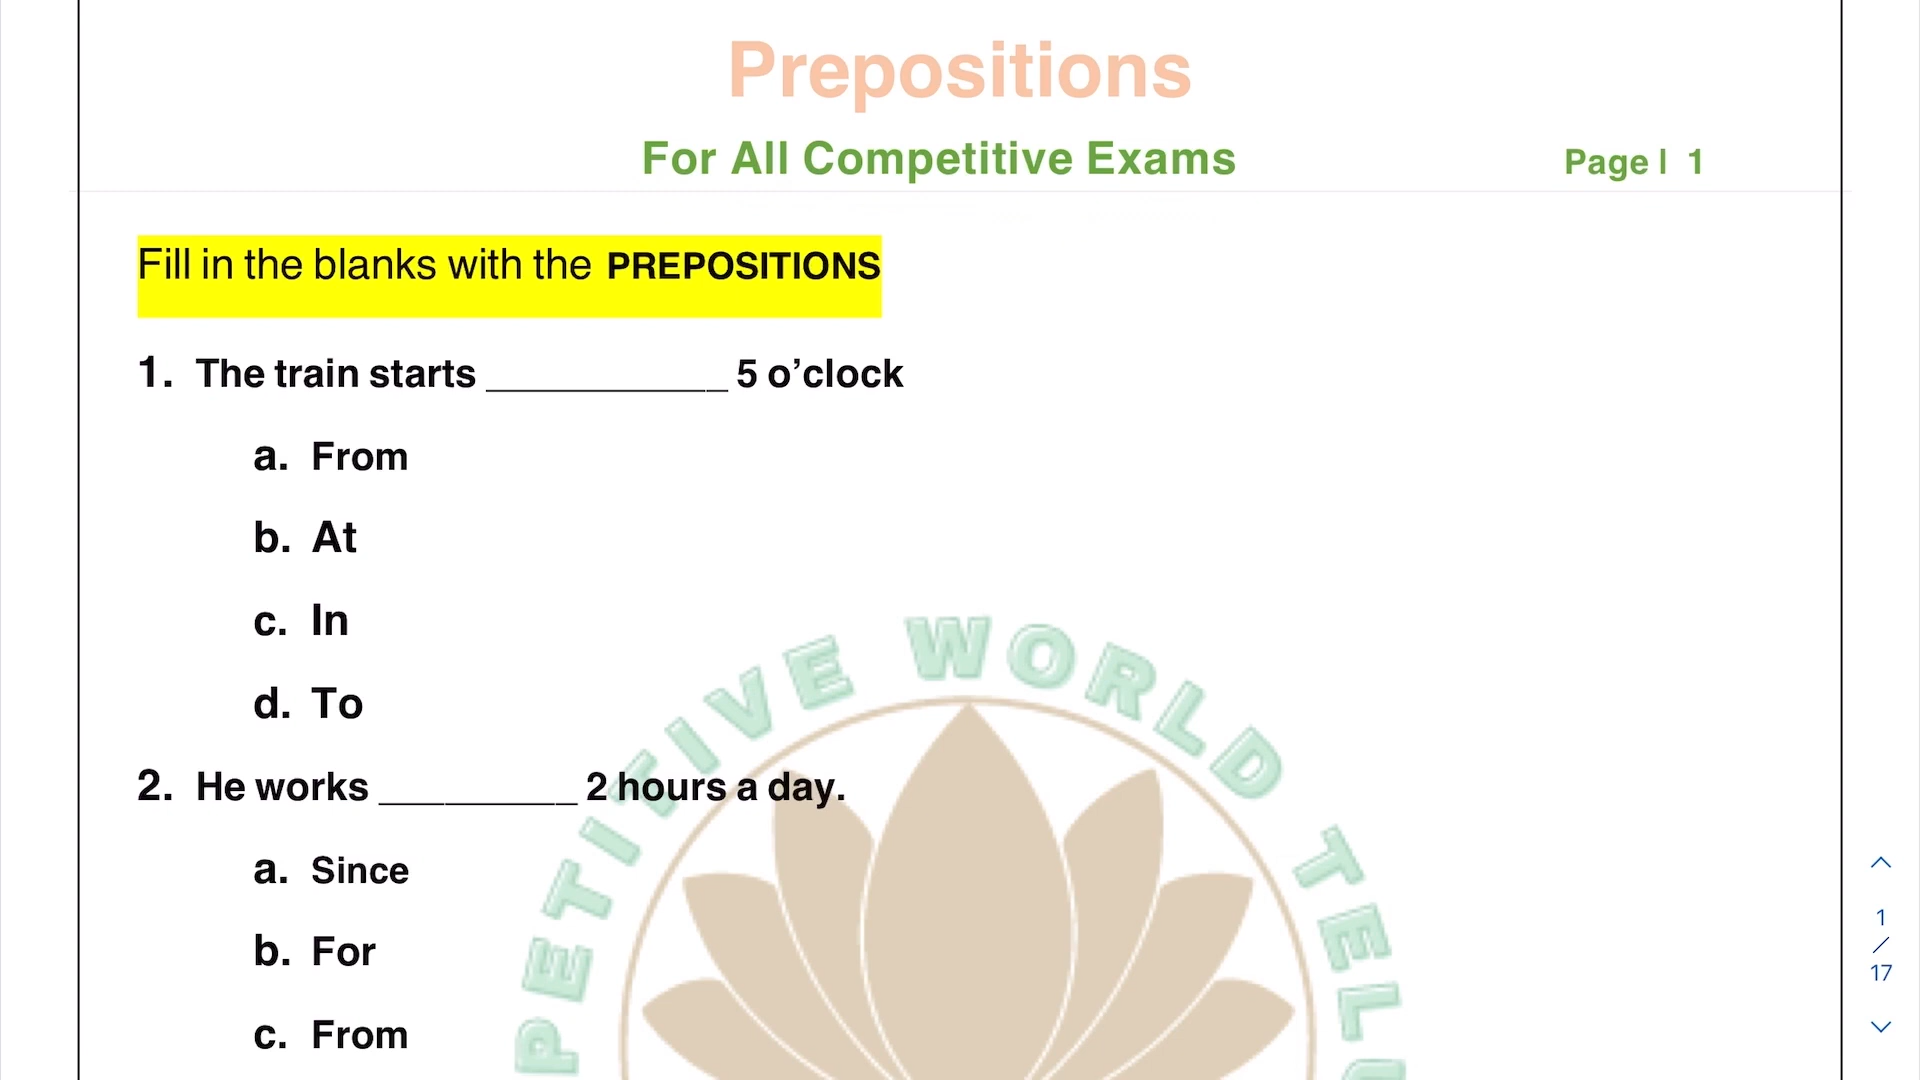 Prepositions
For All Competitive Exams
Page | 1
Fill in the blanks with the PREPOSITIONS
1. The train starts ___________ 5 o’clock
a. From
b. At
c. In
d. To
2. He works _________ 2 hours a day.
a. Since
b. For
c. From
PETITIVE WORLD TELU
1
/
17